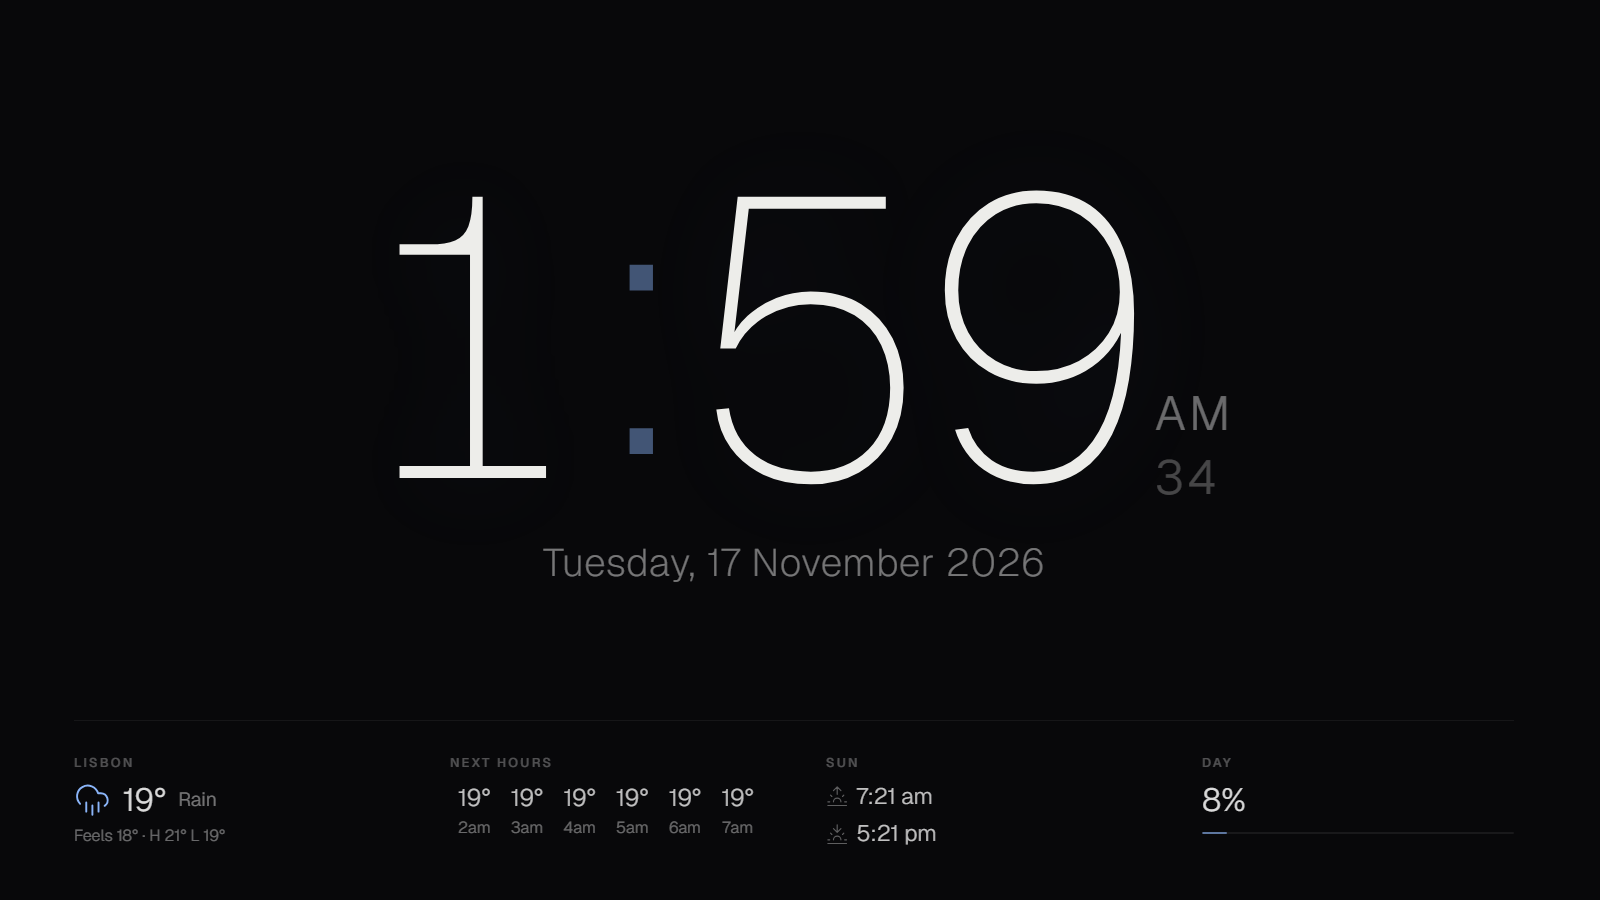 1:59 AM
34
Tuesday, 17 November 2026
LISBON
19° Rain
Feels 18° · H 21° L 19°
NEXT HOURS
19° 19° 19° 19° 19° 19°
2am 3am 4am 5am 6am 7am
SUN
7:21 am
5:21 pm
DAY
8%